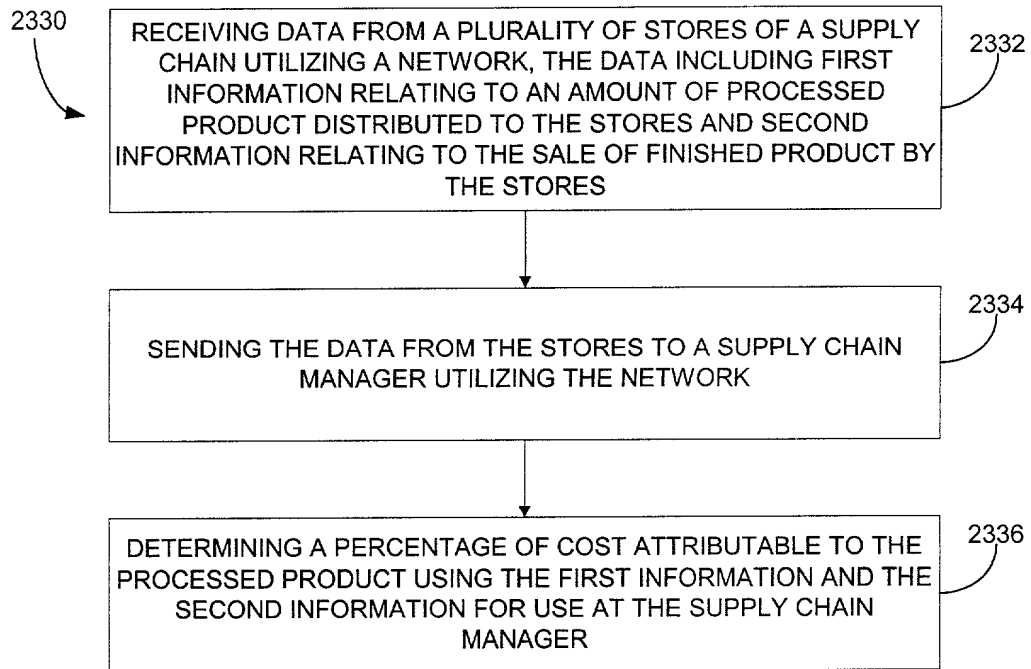 2330
RECEIVING DATA FROM A PLURALITY OF STORES OF A SUPPLY
CHAIN UTILIZING A NETWORK, THE DATA INCLUDING FIRST
INFORMATION RELATING TO AN AMOUNT OF PROCESSED
PRODUCT DISTRIBUTED TO THE STORES AND SECOND
INFORMATION RELATING TO THE SALE OF FINISHED PRODUCT BY
THE STORES
2332
SENDING THE DATA FROM THE STORES TO A SUPPLY CHAIN
MANAGER UTILIZING THE NETWORK
2334
DETERMINING A PERCENTAGE OF COST ATTRIBUTABLE TO THE
PROCESSED PRODUCT USING THE FIRST INFORMATION AND THE
SECOND INFORMATION FOR USE AT THE SUPPLY CHAIN
MANAGER
2336